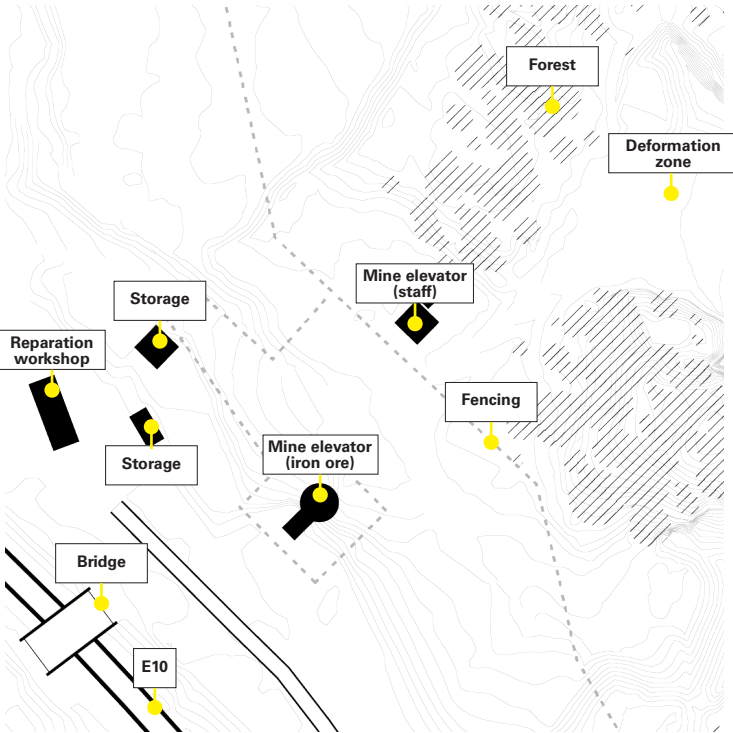 Forest
Deformation
zone
Mine elevator
(staff)
Storage
Reparation
workshop
Fencing
Mine elevator
(iron ore)
Storage
Bridge
E10